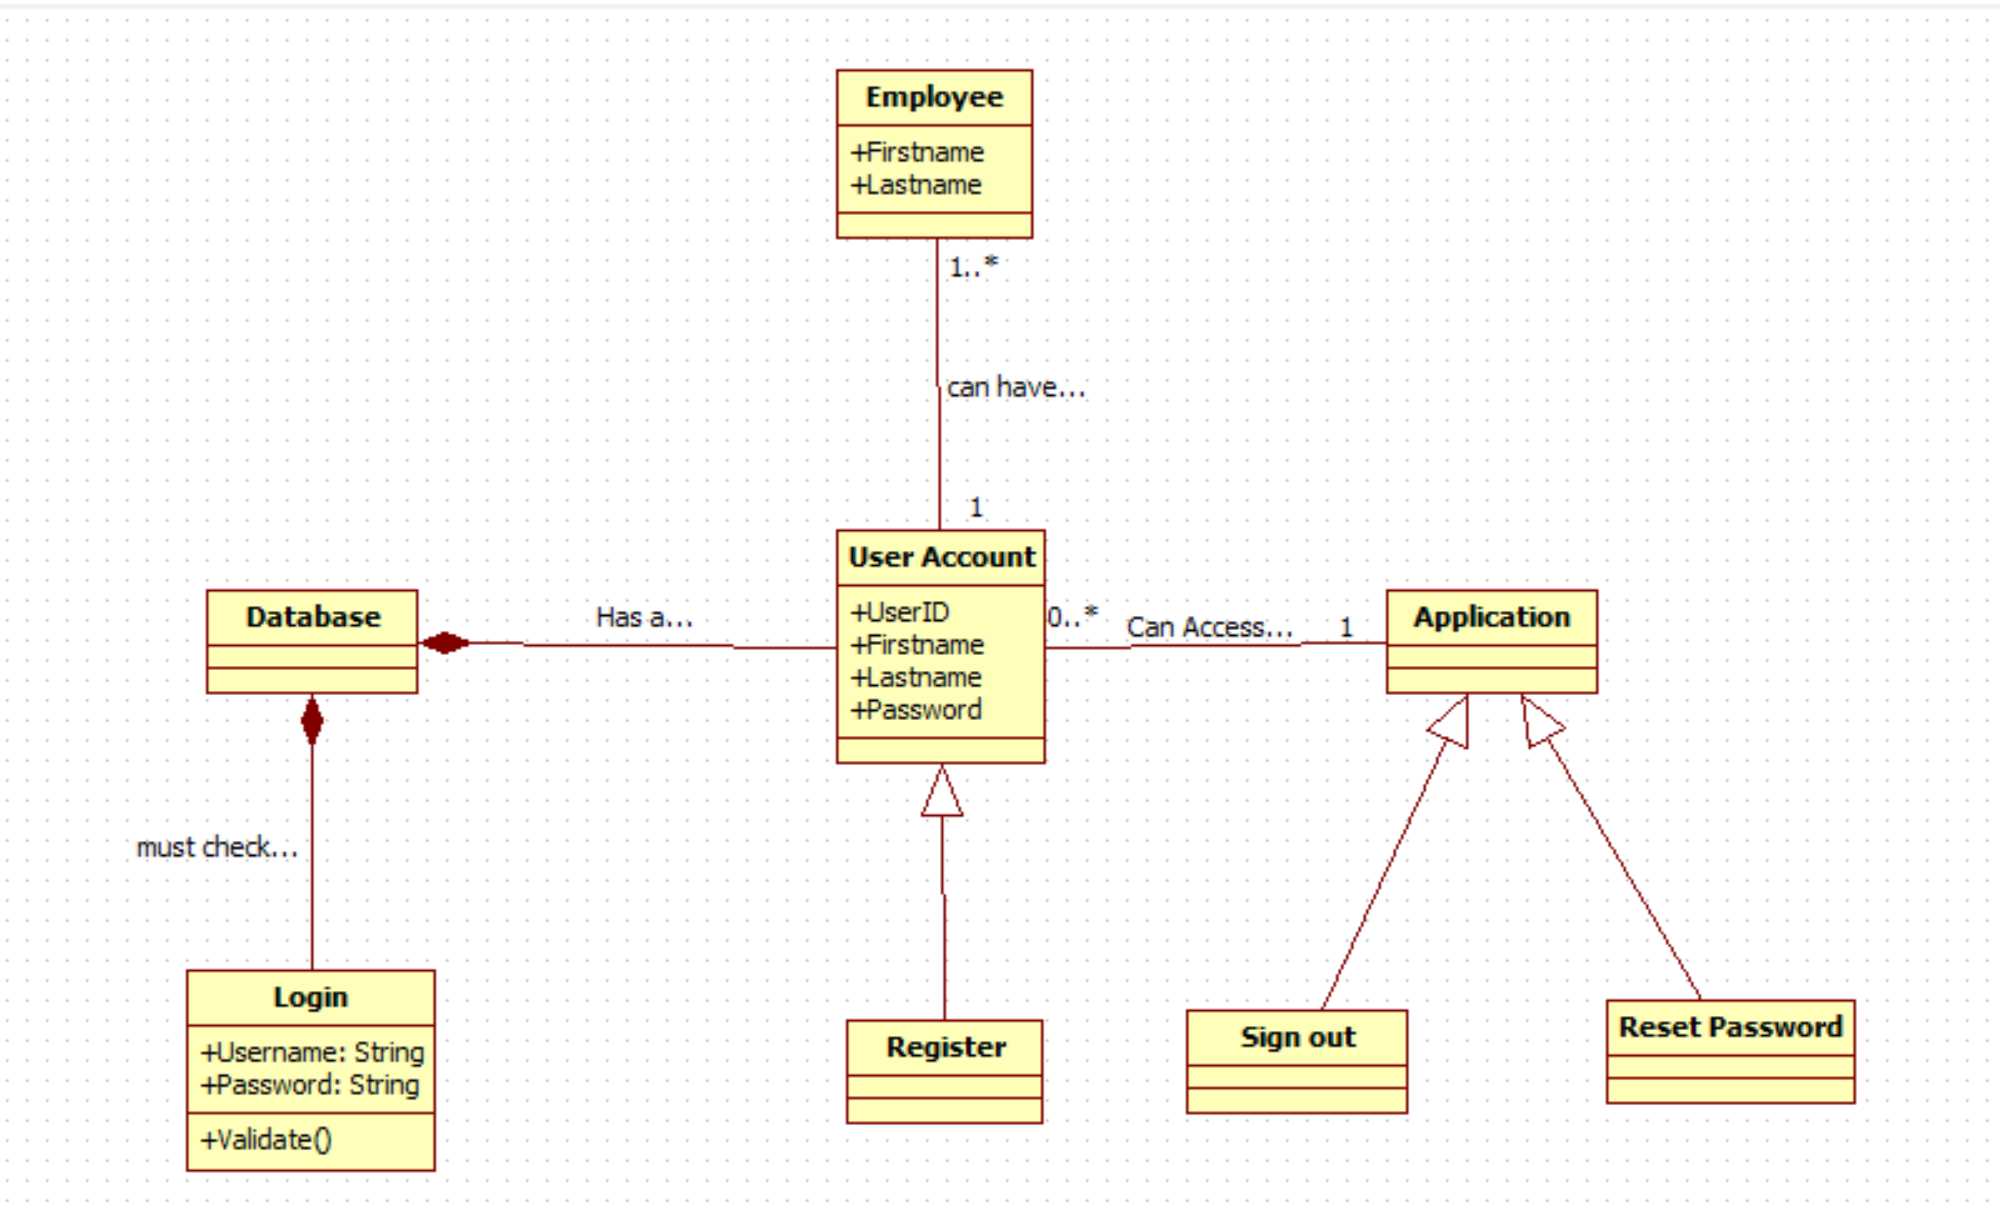 Employee
+Firstname
+Lastname
1..*
can have...
1
User Account
+UserID
+Firstname
+Lastname
+Password
Database
Has a...
0..*
Can Access...
1
Application
must check...
Login
+Username: String
+Password: String
+Validate()
Register
Sign out
Reset Password